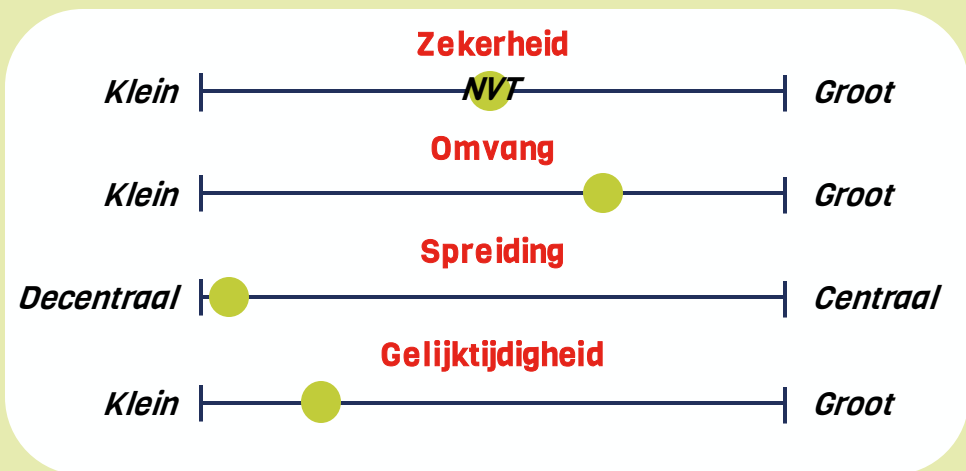 Zekerheid
Klein NVT Groot
Omvang
Klein Groot
Spreiding
Decentraal Centraal
Gelijktijdigheid
Klein Groot